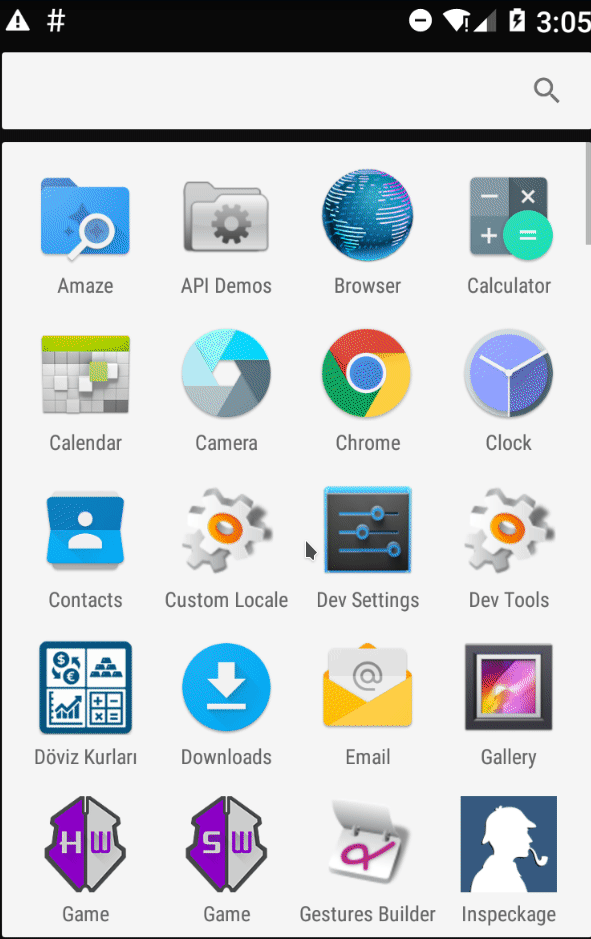 # 3:05
Amaze API Demos Browser Calculator
Calendar Camera Chrome Clock
Contacts Custom Locale Dev Settings Dev Tools
$ €
@
Döviz Kurları Downloads Email Gallery
HW SW
Game Game Gestures Builder Inspeckage